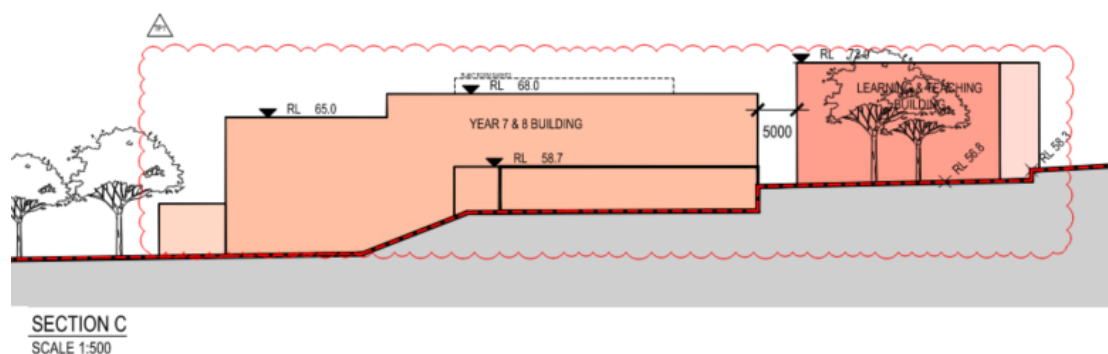 RL 72.0
RL 68.0
LEARNING & TEACHING
BUILDING
RL 65.0
YEAR 7 & 8 BUILDING
5000
RL 58.7
RL 58.3
RL 56.8
SECTION C
SCALE 1:500